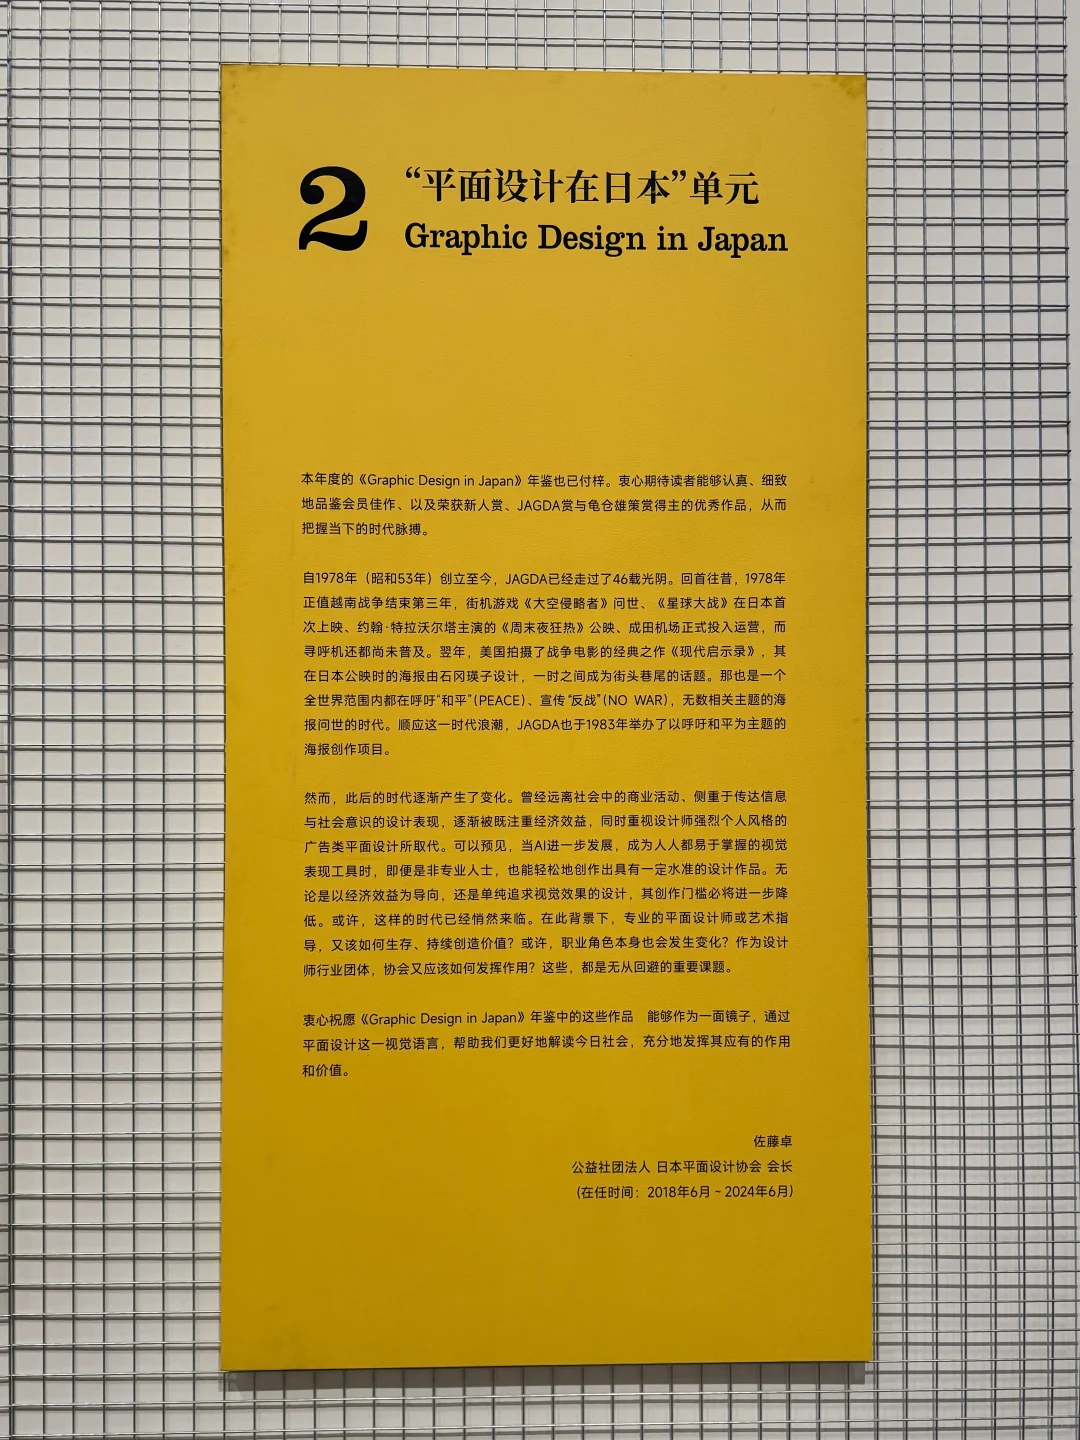 2
“平面设计在日本”单元
Graphic Design in Japan
本年度的《Graphic Design in Japan》年鉴也已付梓。衷心期待读者能够认真、细致
地品鉴会员佳作、以及荣获新人赏、JAGDA赏与龟仓雄策赏得主的优秀作品，从而
把握当下的时代脉搏。
自1978年（昭和53年）创立至今，JAGDA已经走过了46载光阴。回首往昔，1978年
正值越南战争结束第三年，街机游戏《大空侵略者》问世、《星球大战》在日本首
次上映、约翰·特拉沃尔塔主演的《周末夜狂热》公映、成田机场正式投入运营，而
寻呼机还都尚未普及。翌年，美国拍摄了战争电影的经典之作《现代启示录》，其
在日本公映时的海报由石冈瑛子设计，一时之间成为街头巷尾的话题。那也是一个
全世界范围内都在呼吁“和平”（PEACE）、宣传“反战”（NO WAR），无数相关主题的海
报问世的时代。顺应这一时代浪潮，JAGDA也于1983年举办了以呼吁和平为主题的
海报创作项目。
然而，此后的时代逐渐产生了变化。曾经远离社会中的商业活动、侧重于传达信息
与社会意识的设计表现，逐渐被既注重经济效益，同时重视设计师强烈个人风格的
广告类平面设计所取代。可以预见，当AI进一步发展，成为人人都易于掌握的视觉
表现工具时，即便是非专业人士，也能轻松地创作出具有一定水准的设计作品。无
论是以经济效益为导向，还是单纯追求视觉效果的设计，其创作门槛必将进一步降
低。或许，这样的时代已经悄然来临。在此背景下，专业的平面设计师或艺术指
导，又该如何生存、持续创造价值？或许，职业角色本身也会发生变化？作为设计
师行业团体，协会又应该如何发挥作用？这些，都是无从回避的重要课题。
衷心祝愿《Graphic Design in Japan》年鉴中的这些作品　能够作为一面镜子，通过
平面设计这一视觉语言，帮助我们更好地解读今日社会，充分地发挥其应有的作用
和价值。
佐藤卓
公益社团法人 日本平面设计协会 会长
(在任时间：2018年6月 ~ 2024年6月)